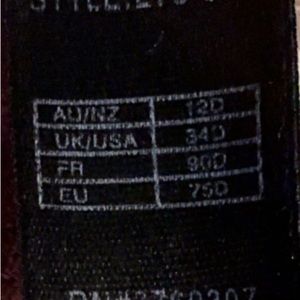 AU/NZ 12D
UK/USA 34D
FR 90D
EU 75D